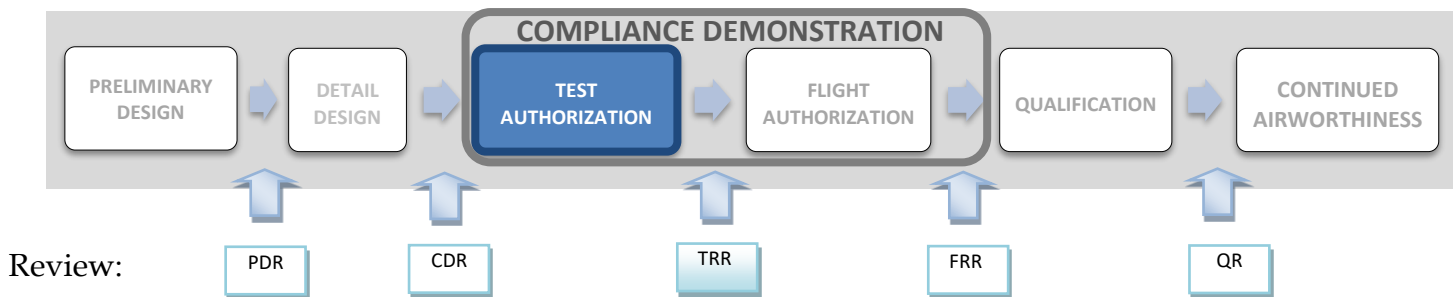 COMPLIANCE DEMONSTRATION
PRELIMINARY
DESIGN
DETAIL
DESIGN
TEST
AUTHORIZATION
FLIGHT
AUTHORIZATION
QUALIFICATION
CONTINUED
AIRWORTHINESS
Review:
PDR
CDR
TRR
FRR
QR